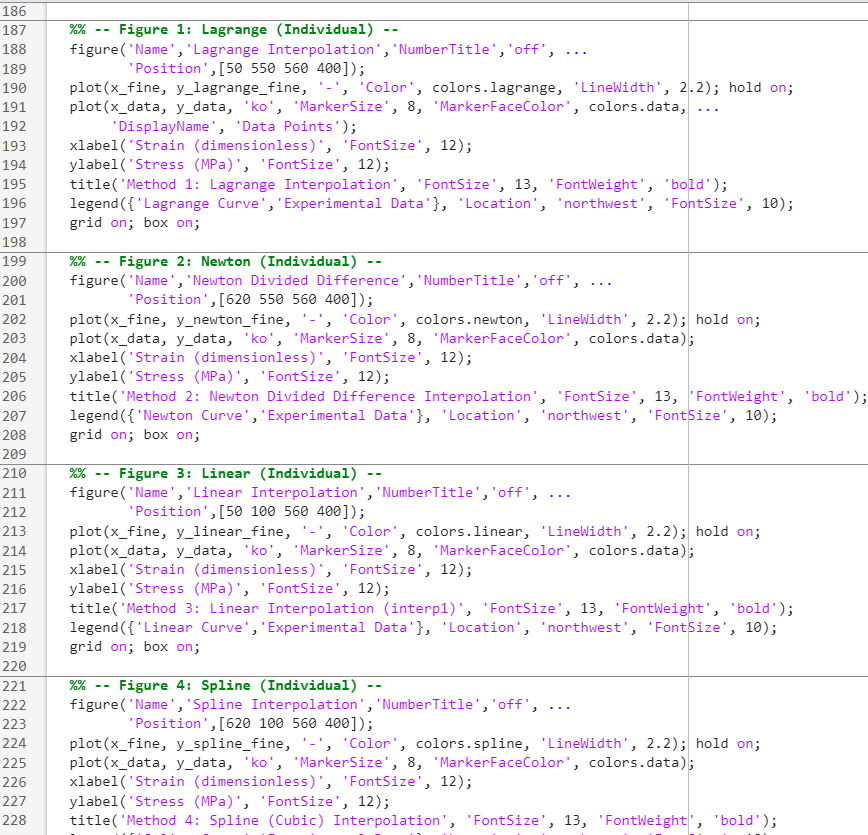 186
187 %% -- Figure 1: Lagrange (Individual) --
188 figure('Name','Lagrange Interpolation','NumberTitle','off', ...
189 'Position',[50 550 560 400]);
190 plot(x_fine, y_lagrange_fine, '-', 'Color', colors.lagrange, 'LineWidth', 2.2); hold on;
191 plot(x_data, y_data, 'ko', 'MarkerSize', 8, 'MarkerFaceColor', colors.data, ...
192 'DisplayName', 'Data Points');
193 xlabel('Strain (dimensionless)', 'FontSize', 12);
194 ylabel('Stress (MPa)', 'FontSize', 12);
195 title('Method 1: Lagrange Interpolation', 'FontSize', 13, 'FontWeight', 'bold');
196 legend({'Lagrange Curve','Experimental Data'}, 'Location', 'northwest', 'FontSize', 10);
197 grid on; box on;
198
199 %% -- Figure 2: Newton (Individual) --
200 figure('Name','Newton Divided Difference','NumberTitle','off', ...
201 'Position',[620 550 560 400]);
202 plot(x_fine, y_newton_fine, '-', 'Color', colors.newton, 'LineWidth', 2.2); hold on;
203 plot(x_data, y_data, 'ko', 'MarkerSize', 8, 'MarkerFaceColor', colors.data);
204 xlabel('Strain (dimensionless)', 'FontSize', 12);
205 ylabel('Stress (MPa)', 'FontSize', 12);
206 title('Method 2: Newton Divided Difference Interpolation', 'FontSize', 13, 'FontWeight', 'bold');
207 legend({'Newton Curve','Experimental Data'}, 'Location', 'northwest', 'FontSize', 10);
208 grid on; box on;
209
210 %% -- Figure 3: Linear (Individual) --
211 figure('Name','Linear Interpolation','NumberTitle','off', ...
212 'Position',[50 100 560 400]);
213 plot(x_fine, y_linear_fine, '-', 'Color', colors.linear, 'LineWidth', 2.2); hold on;
214 plot(x_data, y_data, 'ko', 'MarkerSize', 8, 'MarkerFaceColor', colors.data);
215 xlabel('Strain (dimensionless)', 'FontSize', 12);
216 ylabel('Stress (MPa)', 'FontSize', 12);
217 title('Method 3: Linear Interpolation (interp1)', 'FontSize', 13, 'FontWeight', 'bold');
218 legend({'Linear Curve','Experimental Data'}, 'Location', 'northwest', 'FontSize', 10);
219 grid on; box on;
220
221 %% -- Figure 4: Spline (Individual) --
222 figure('Name','Spline Interpolation','NumberTitle','off', ...
223 'Position',[620 100 560 400]);
224 plot(x_fine, y_spline_fine, '-', 'Color', colors.spline, 'LineWidth', 2.2); hold on;
225 plot(x_data, y_data, 'ko', 'MarkerSize', 8, 'MarkerFaceColor', colors.data);
226 xlabel('Strain (dimensionless)', 'FontSize', 12);
227 ylabel('Stress (MPa)', 'FontSize', 12);
228 title('Method 4: Spline (Cubic) Interpolation', 'FontSize', 13, 'FontWeight', 'bold');